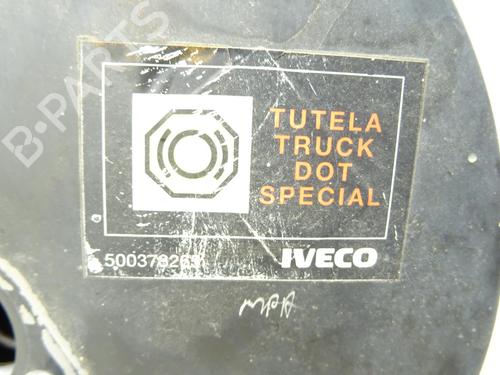 B-PARTS
TUTELA
TRUCK
DOT
SPECIAL
IVECO